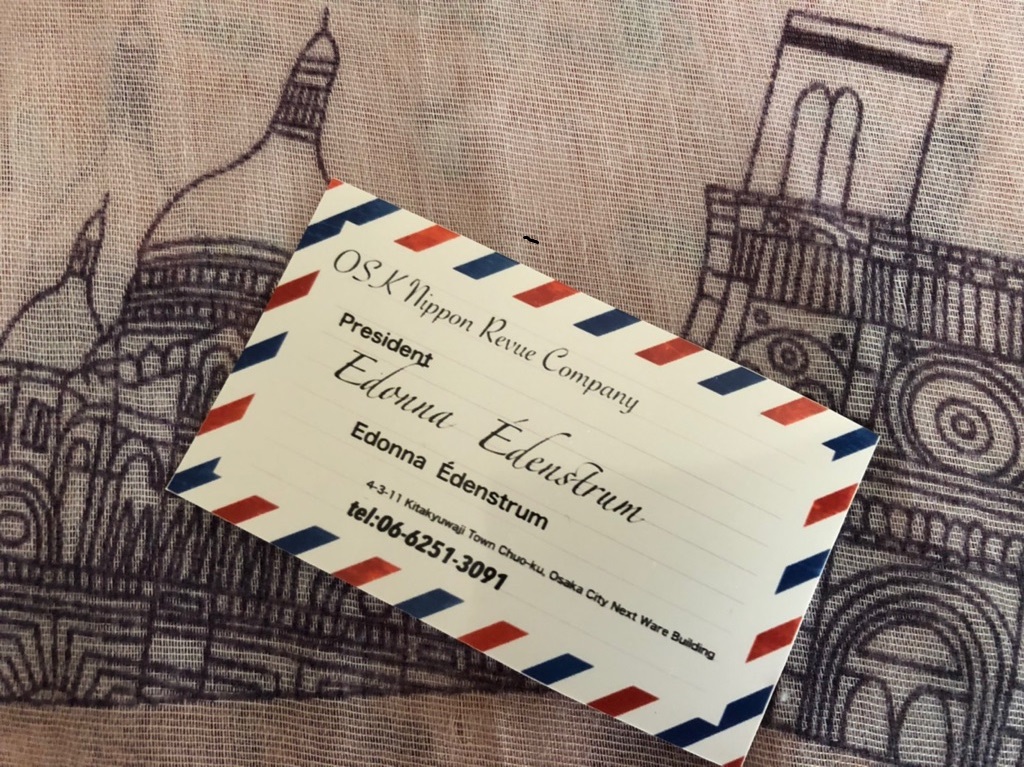 OSK Nippon Revue Company
President
Edonna Édenstrum
Edonna Édenstrum
4-3-11 Kitakyuwaji Town Chuo-ku, Osaka City Next Ware Building
tel:06-6251-3091